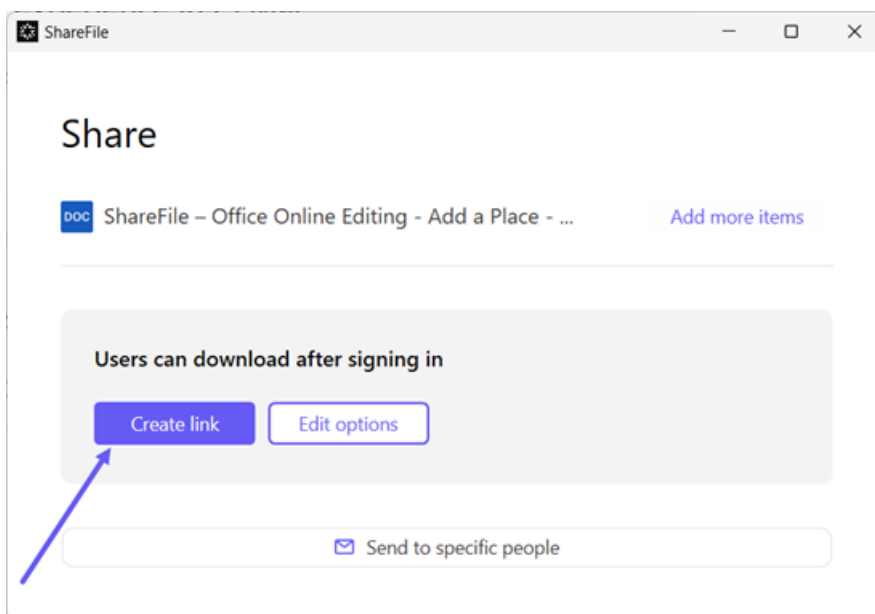 ShareFile
Share
DOC ShareFile – Office Online Editing - Add a Place - ... Add more items
Users can download after signing in
Create link Edit options
Send to specific people